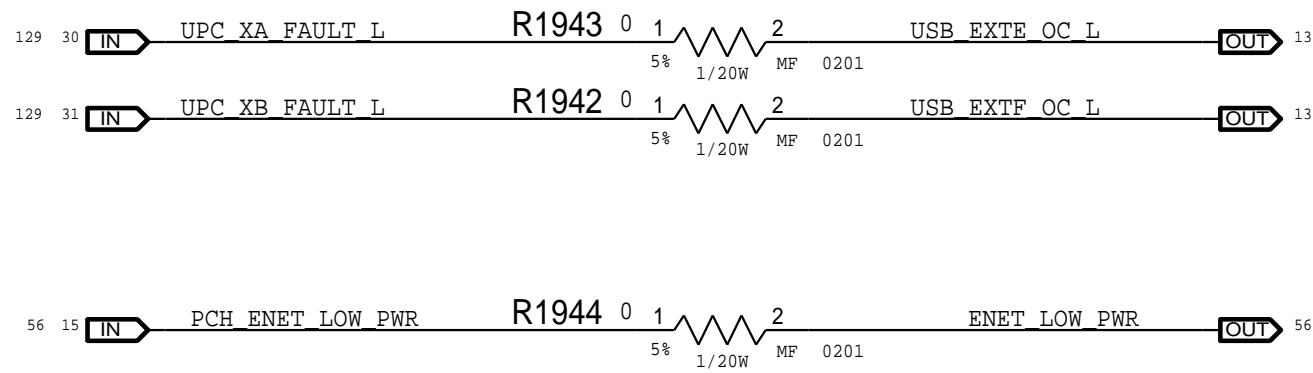 129 30 IN UPC_XA_FAULT_L R1943 0 1 2 USB_EXTE_OC_L OUT 13
5% 1/20W MF 0201
129 31 IN UPC_XB_FAULT_L R1942 0 1 2 USB_EXTF_OC_L OUT 13
5% 1/20W MF 0201
56 15 IN PCH_ENET_LOW_PWR R1944 0 1 2 ENET_LOW_PWR OUT 56
5% 1/20W MF 0201